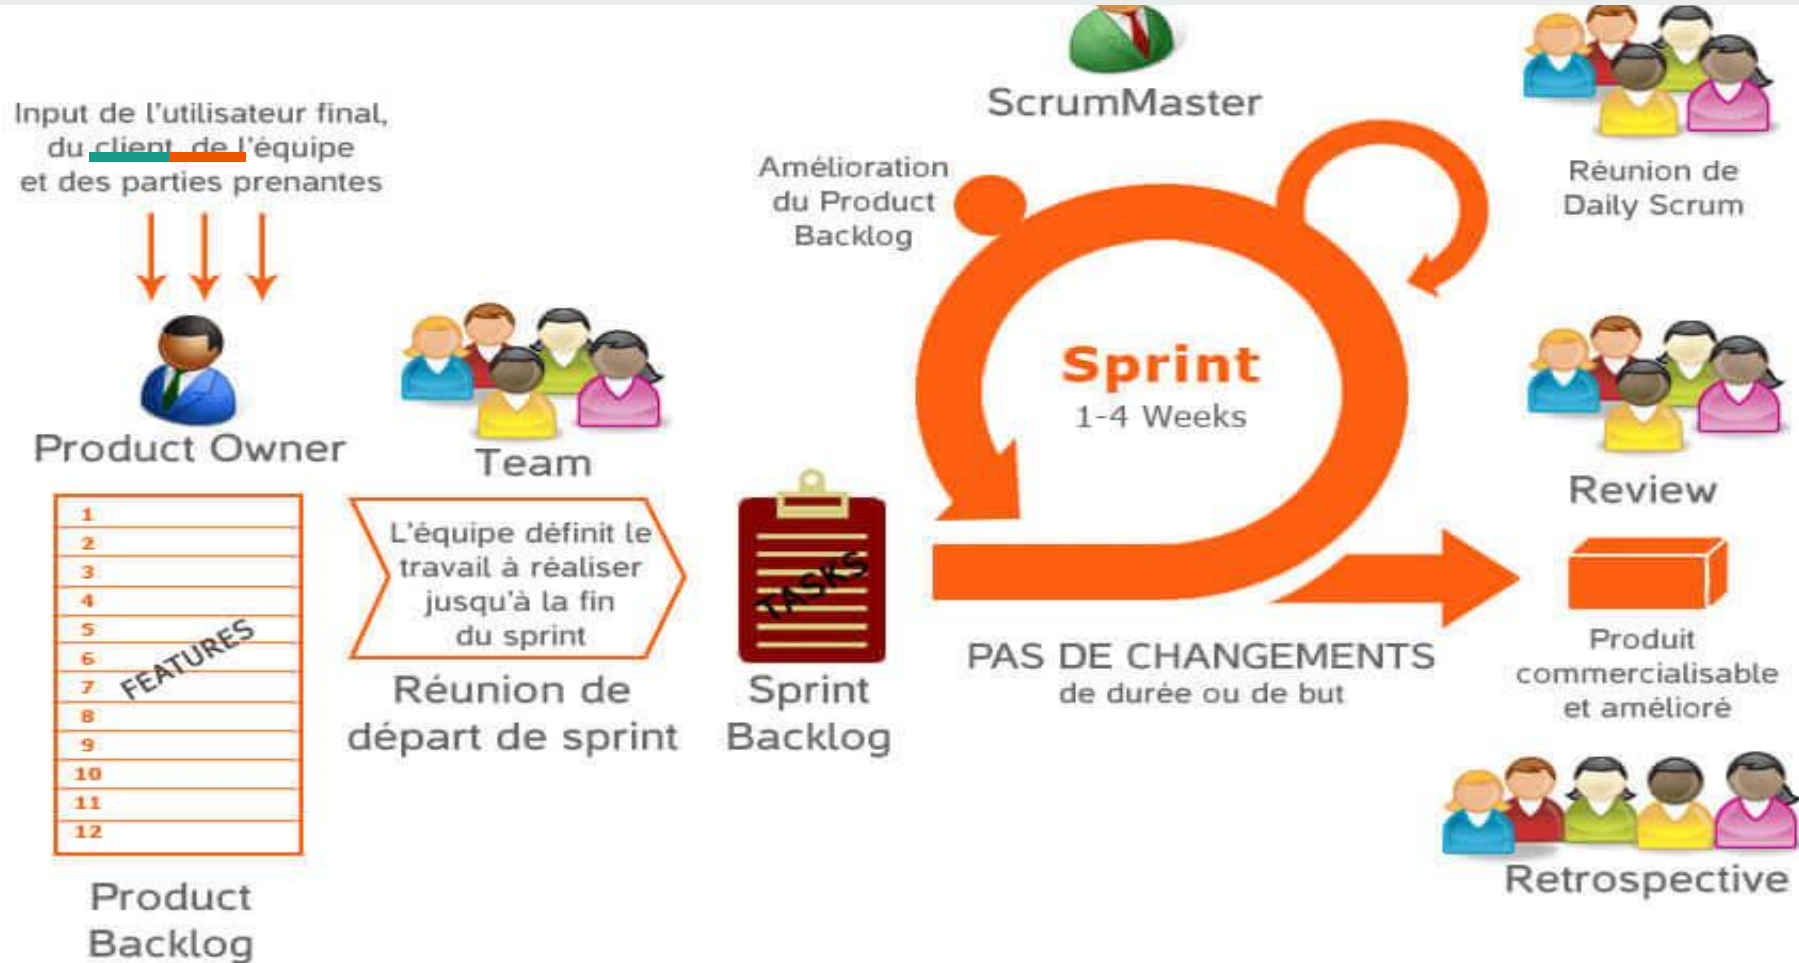 Input de l'utilisateur final,
du client, de l'équipe
et des parties prenantes
Product Owner
1
2
3
4
5
6
7
8
9
10
11
12
FEATURES
Product
Backlog
Team
L'équipe définit le
travail à réaliser
jusqu'à la fin
du sprint
Réunion de
départ de sprint
TASKS
Sprint
Backlog
ScrumMaster
Amélioration
du Product
Backlog
Sprint
1-4 Weeks
PAS DE CHANGEMENTS
de durée ou de but
Réunion de
Daily Scrum
Review
Produit
commercialisable
et amélioré
Retrospective